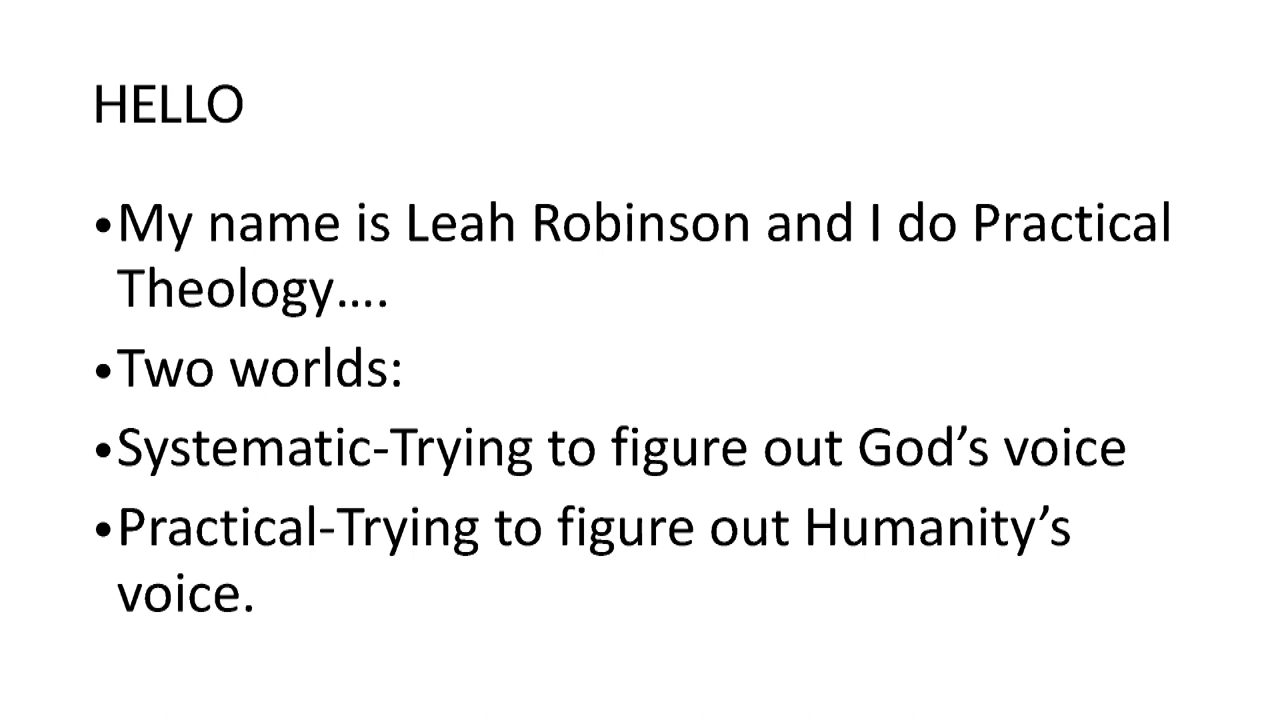 HELLO
•My name is Leah Robinson and I do Practical
Theology….
•Two worlds:
•Systematic-Trying to figure out God’s voice
•Practical-Trying to figure out Humanity’s
voice.